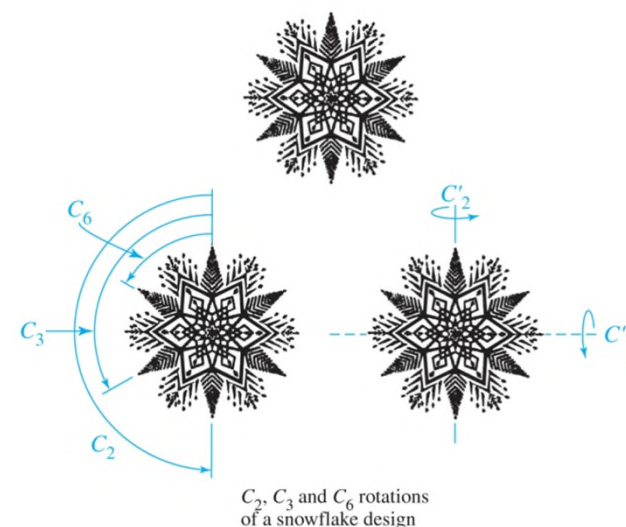 C₆
C₃
C₂
C'₂
C'
C₂, C₃ and C₆ rotations
of a snowflake design